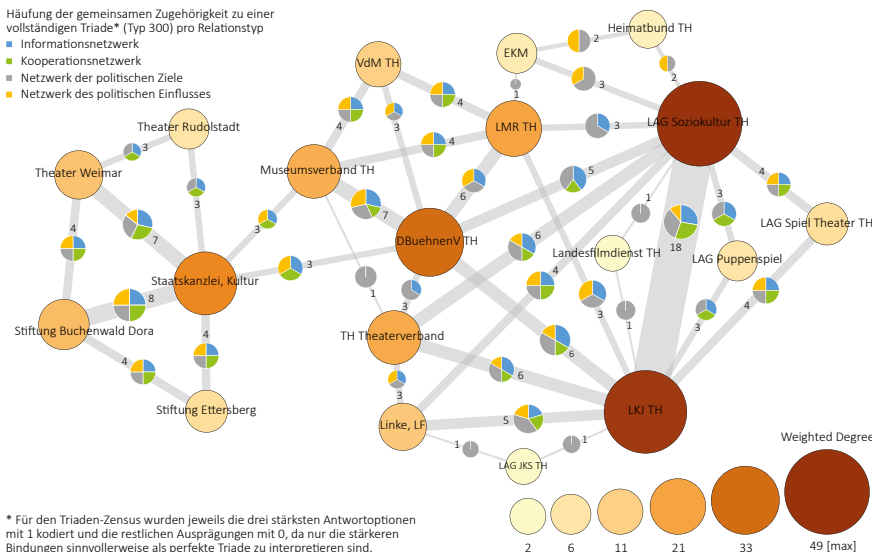 Häufung der gemeinsamen Zugehörigkeit zu einer
vollständigen Triade* (Typ 300) pro Relationstyp
Informationsnetzwerk
Kooperationsnetzwerk
Netzwerk der politischen Ziele
Netzwerk des politischen Einflusses
Heimatbund TH
2
EKM
3
2
1
VdM TH
4
3
4
LMR TH
3
LAG Soziokultur TH
Theater Rudolstadt
3
Theater Weimar
3
Museumsverband TH
4
6
5
1
3
4
7
4
3
7
DBuehnenV TH
6
18
LAG Spiel Theater TH
Landesfilmdienst TH
LAG Puppenspiel
Staatskanzlei, Kultur
3
1
3
4
3
1
3
4
8
Stiftung Buchenwald Dora
4
4
TH Theaterverband
6
6
3
Stiftung Ettersberg
Linke, LF
5
LKJ TH
1
1
LAG JKS TH
Weighted Degree
2
6
11
21
33
49 [max]
* Für den Triaden-Zensus wurden jeweils die drei stärksten Antwortoptionen
mit 1 kodiert und die restlichen Ausprägungen mit 0, da nur die stärkeren
Bindungen sinnvollerweise als perfekte Triade zu interpretieren sind.